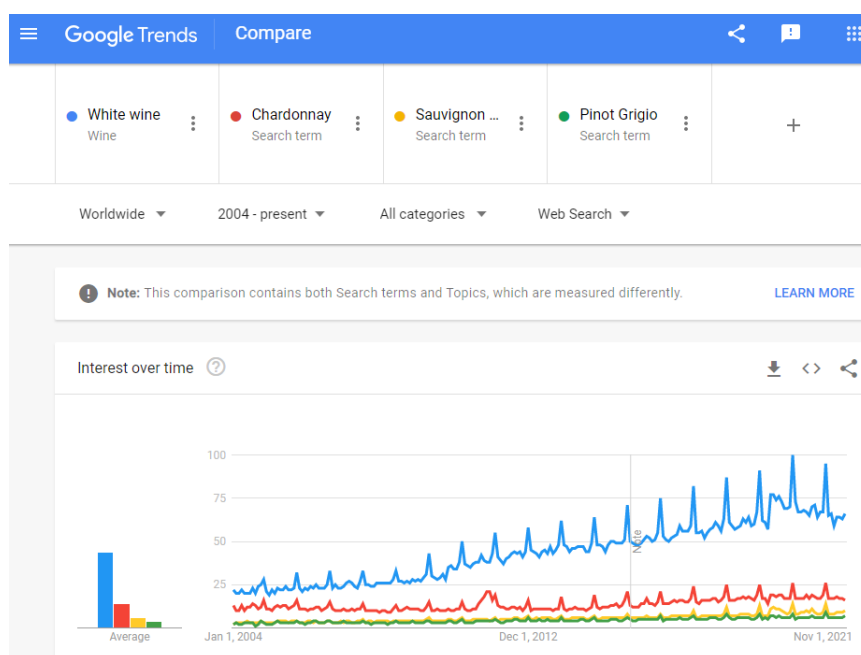 Google Trends Compare
White wine
Wine
Chardonnay
Search term
Sauvignon ...
Search term
Pinot Grigio
Search term
+
Worldwide
2004 - present
All categories
Web Search
Note: This comparison contains both Search terms and Topics, which are measured differently.
LEARN MORE
Interest over time
100
75
50
25
Note
Average
Jan 1, 2004
Dec 1, 2012
Nov 1, 2021